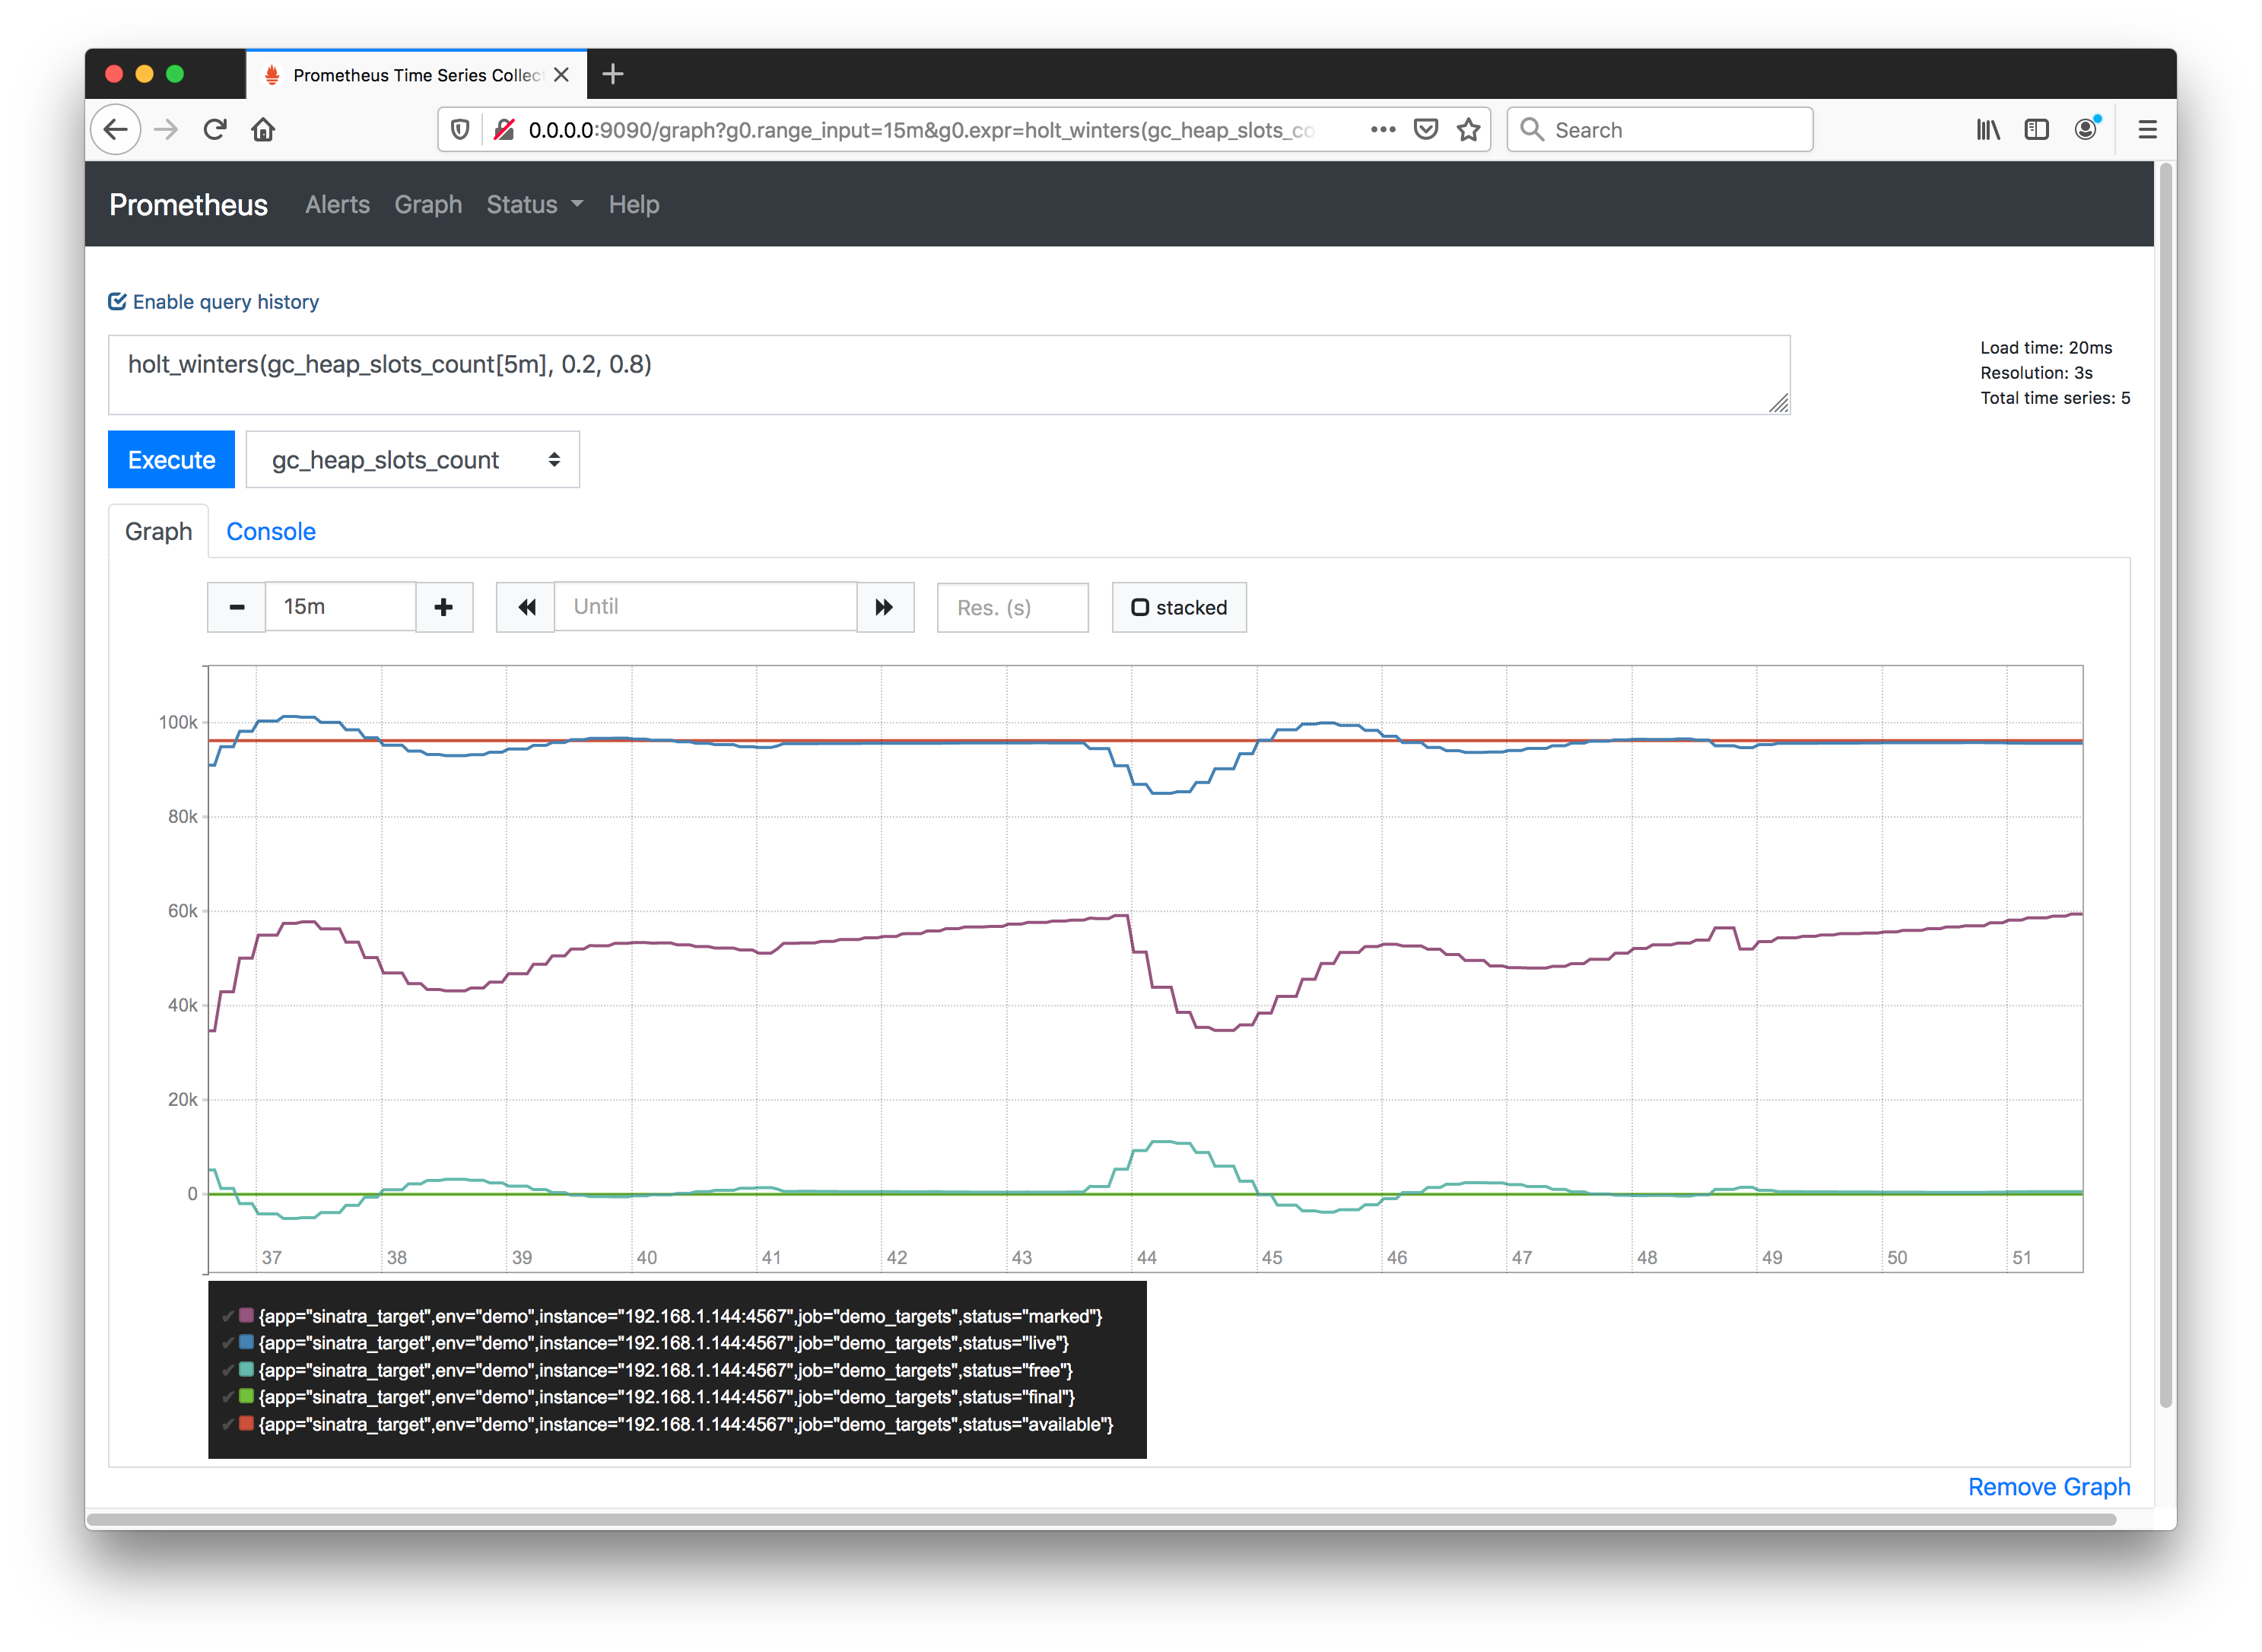 Prometheus Time Series Collec
0.0.0.0:9090/graph?g0.range_input=15m&g0.expr=holt_winters(gc_heap_slots_co
Search
Prometheus Alerts Graph Status Help
Enable query history
holt_winters(gc_heap_slots_count[5m], 0.2, 0.8)
Load time: 20ms
Resolution: 3s
Total time series: 5
Execute gc_heap_slots_count
Graph Console
15m Until Res. (s) stacked
100k
80k
60k
40k
20k
0
37 38 39 40 41 42 43 44 45 46 47 48 49 50 51
✔ {app="sinatra_target",env="demo",instance="192.168.1.144:4567",job="demo_targets",status="marked"}
✔ {app="sinatra_target",env="demo",instance="192.168.1.144:4567",job="demo_targets",status="live"}
✔ {app="sinatra_target",env="demo",instance="192.168.1.144:4567",job="demo_targets",status="free"}
✔ {app="sinatra_target",env="demo",instance="192.168.1.144:4567",job="demo_targets",status="final"}
✔ {app="sinatra_target",env="demo",instance="192.168.1.144:4567",job="demo_targets",status="available"}
Remove Graph